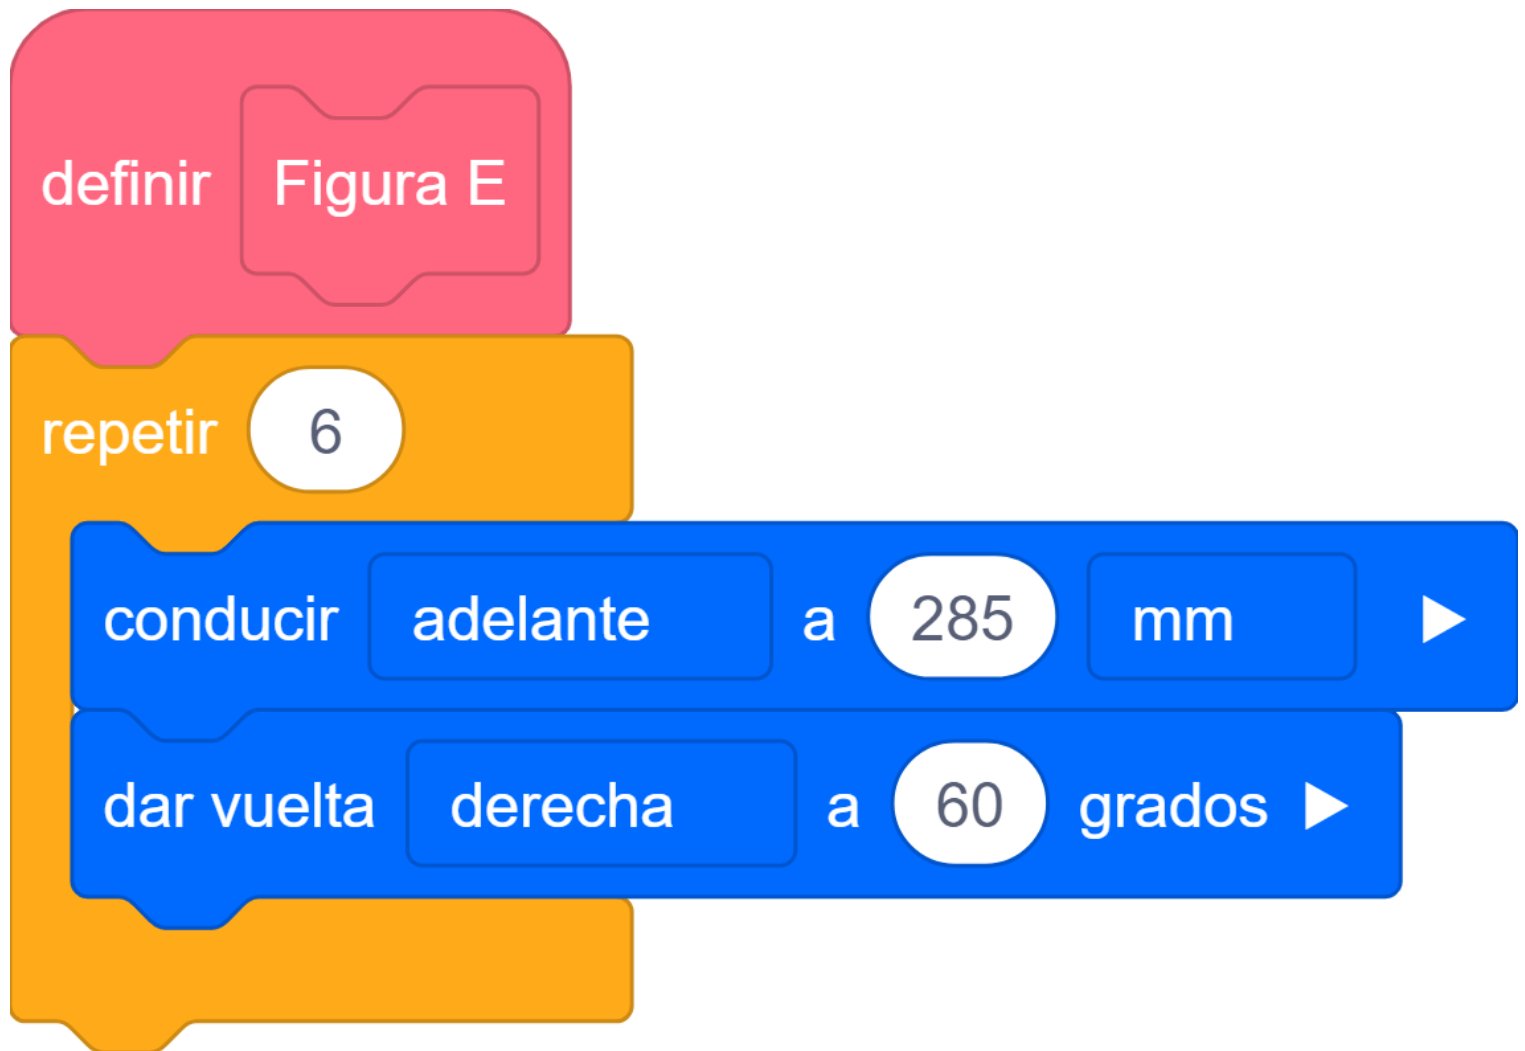 definir Figura E
repetir 6
conducir adelante a 285 mm
dar vuelta derecha a 60 grados